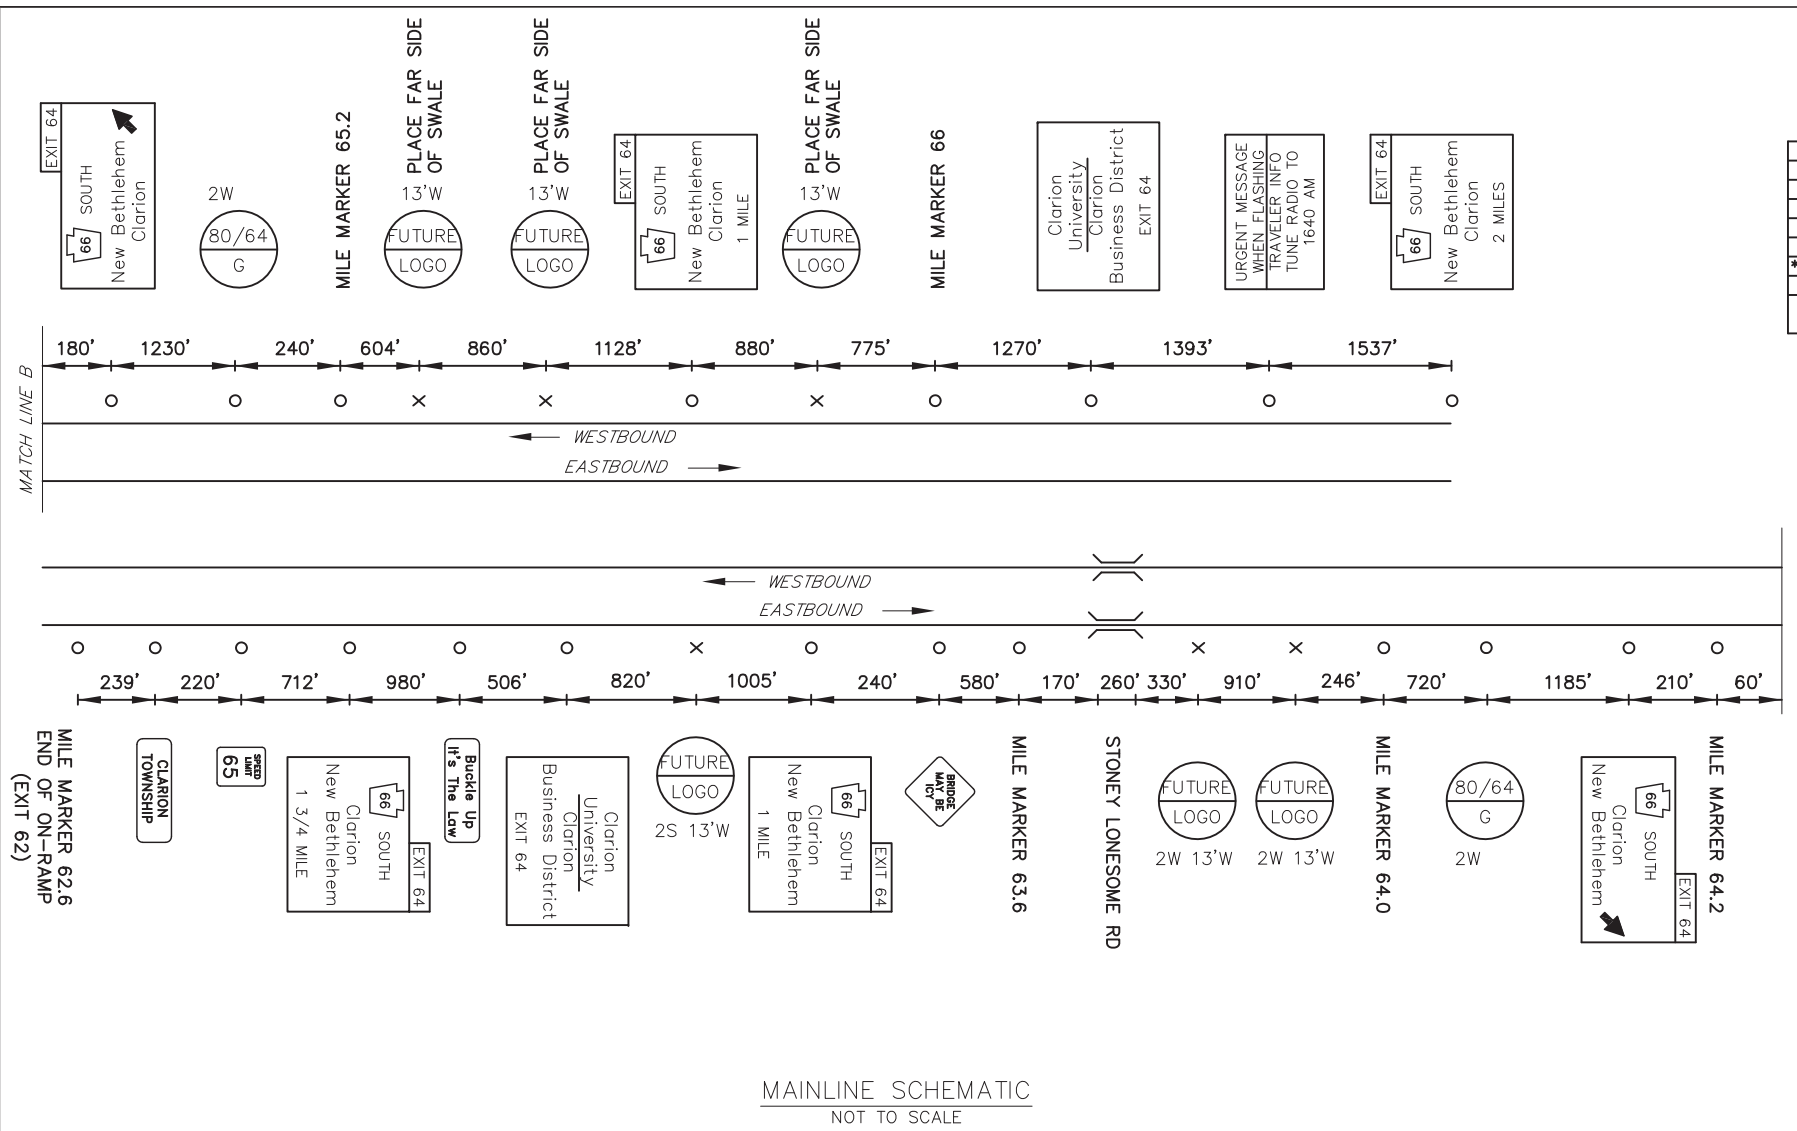 EXIT 64
66 SOUTH
New Bethlehem
Clarion
2W
80/64
G
MILE MARKER 65.2
PLACE FAR SIDE
OF SWALE
13'W
FUTURE
LOGO
PLACE FAR SIDE
OF SWALE
13'W
FUTURE
LOGO
EXIT 64
66 SOUTH
New Bethlehem
Clarion
1 MILE
PLACE FAR SIDE
OF SWALE
13'W
FUTURE
LOGO
MILE MARKER 66
Clarion
University
Clarion
Business District
EXIT 64
URGENT MESSAGE
WHEN FLASHING
TRAVELER INFO
TUNE RADIO TO
1640 AM
EXIT 64
66 SOUTH
New Bethlehem
Clarion
2 MILES
*
180' 1230' 240' 604' 860' 1128' 880' 775' 1270' 1393' 1537'
MATCH LINE B
WESTBOUND
EASTBOUND
WESTBOUND
EASTBOUND
239' 220' 712' 980' 506' 820' 1005' 240' 580' 170' 260' 330' 910' 246' 720' 1185' 210' 60'
MILE MARKER 62.6
END OF ON-RAMP
(EXIT 62)
CLARION
TOWNSHIP
SPEED
LIMIT
65
EXIT 64
66 SOUTH
Clarion
New Bethlehem
1 3/4 MILE
Buckle Up
It's The Law
Clarion
University
Clarion
Business District
EXIT 64
FUTURE
LOGO
2S 13'W
EXIT 64
66 SOUTH
Clarion
New Bethlehem
1 MILE
BRIDGE
MAY BE
ICY
MILE MARKER 63.6
STONEY LONESOME RD
FUTURE
LOGO
2W 13'W
FUTURE
LOGO
2W 13'W
MILE MARKER 64.0
80/64
G
2W
EXIT 64
66 SOUTH
Clarion
New Bethlehem
MILE MARKER 64.2
MAINLINE SCHEMATIC
NOT TO SCALE